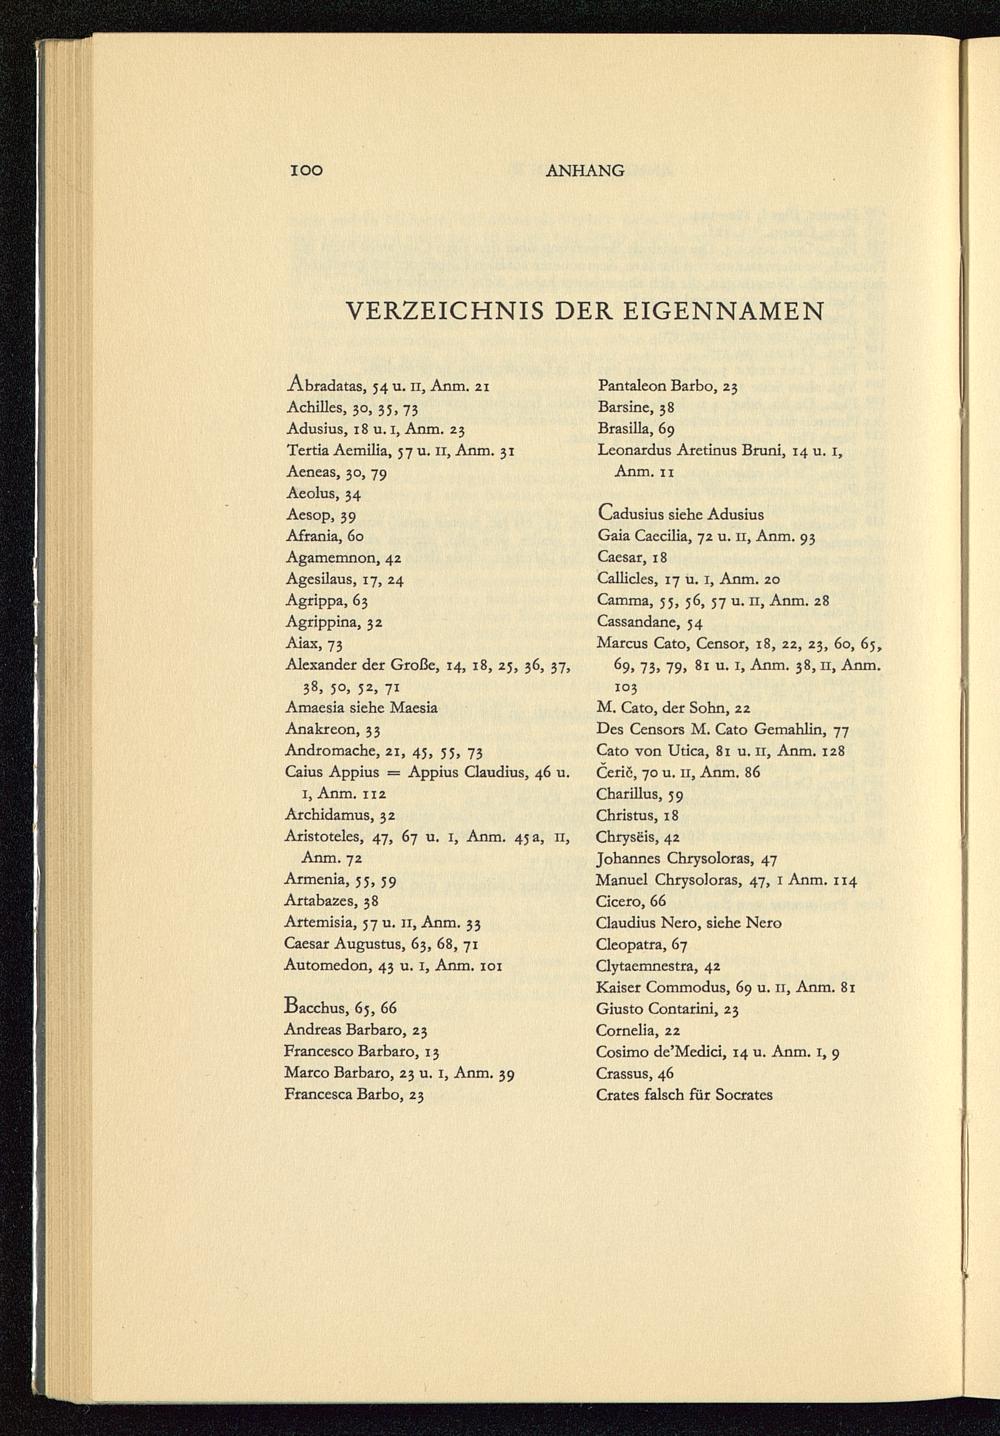 100
ANHANG
VERZEICHNIS DER EIGENNAMEN
Abradatas, 54 u. II, Anm. 21
Achilles, 30, 35, 73
Adusius, 18 u. I, Anm. 23
Tertia Aemilia, 57 u. II, Anm. 31
Aeneas, 30, 79
Aeolus, 34
Aesop, 39
Afrania, 60
Agamemnon, 42
Agesilaus, 17, 24
Agrippa, 63
Agrippina, 32
Aiax, 73
Alexander der Große, 14, 18, 25, 36, 37,
38, 50, 52, 71
Amaesia siehe Maesia
Anakreon, 33
Andromache, 21, 45, 55, 73
Caius Appius = Appius Claudius, 46 u.
I, Anm. 112
Archidamus, 32
Aristoteles, 47, 67 u. I, Anm. 45a, II,
Anm. 72
Armenia, 55, 59
Artabazes, 38
Artemisia, 57 u. II, Anm. 33
Caesar Augustus, 63, 68, 71
Automedon, 43 u. I, Anm. 101
Bacchus, 65, 66
Andreas Barbaro, 23
Francesco Barbaro, 13
Marco Barbaro, 23 u. I, Anm. 39
Francesca Barbo, 23
Pantaleon Barbo, 23
Barsine, 38
Brasilla, 69
Leonardus Aretinus Bruni, 14 u. I,
Anm. 11
Cadusius siehe Adusius
Gaia Caecilia, 72 u. II, Anm. 93
Caesar, 18
Callicles, 17 u. I, Anm. 20
Camma, 55, 56, 57 u. II, Anm. 28
Cassandane, 54
Marcus Cato, Censor, 18, 22, 23, 60, 65,
69, 73, 79, 81 u. I, Anm. 38, II, Anm.
103
M. Cato, der Sohn, 22
Des Censors M. Cato Gemahlin, 77
Cato von Utica, 81 u. II, Anm. 128
Čerič, 70 u. II, Anm. 86
Charillus, 59
Christus, 18
Chrysëis, 42
Johannes Chrysoloras, 47
Manuel Chrysoloras, 47, I Anm. 114
Cicero, 66
Claudius Nero, siehe Nero
Cleopatra, 67
Clytaemnestra, 42
Kaiser Commodus, 69 u. II, Anm. 81
Giusto Contarini, 23
Cornelia, 22
Cosimo de'Medici, 14 u. Anm. I, 9
Crassus, 46
Crates falsch für Socrates